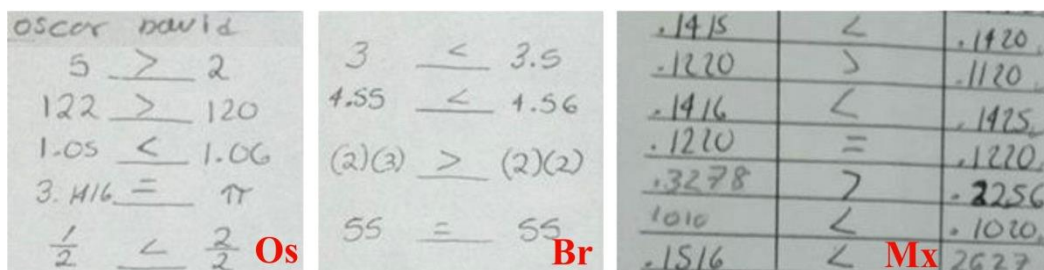 oscar David
5 > 2
122 > 120
1.05 < 1.06
3.1416 = π
1/2 < 2/2
Os
3 < 3.5
4.55 < 4.56
(2)(3) > (2)(2)
55 = 55
Br
.1415 < .1420
.1220 > .1120
.1416 < .1425
.1220 = .1220
.3278 > .2256
1010 < .1020
.1516 < 2627
Mx